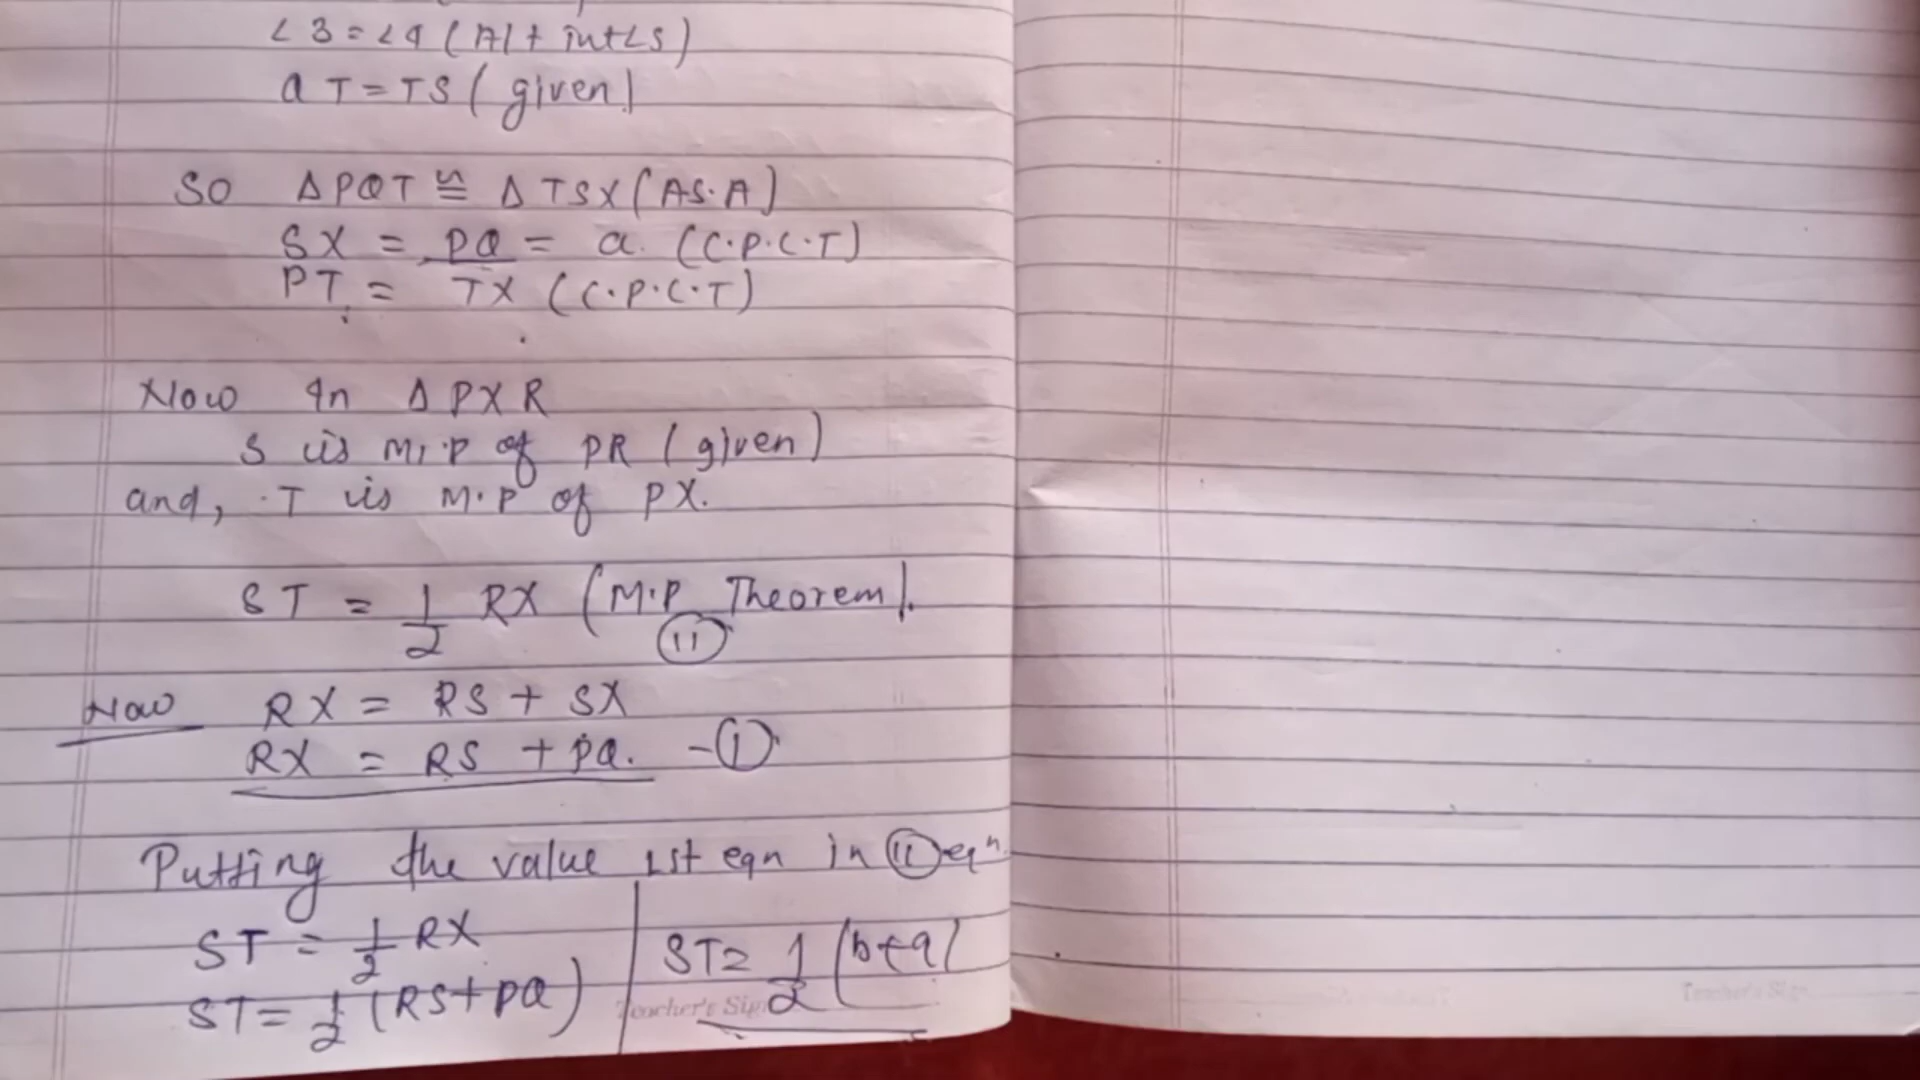 ∠3 = ∠4 (Alt int∠s)
QT = TS (given)
SO ΔPQT ≅ ΔTSX (AS.A)
SX = PQ = a. (C.P.C.T)
PT = TX (C.P.C.T)
Now In ΔPXR
S is M.P of PR (given)
and, T is M.P of PX.
ST = 1/2 RX (M.P Theorem).
(II)
Now RX = RS + SX
RX = RS + PQ. -(I)
Putting the value 1st eqn in (II) eqn.
ST = 1/2 RX
ST = 1/2 (RS+PQ)
ST = 1/2 (b+a)
Teacher's Sign